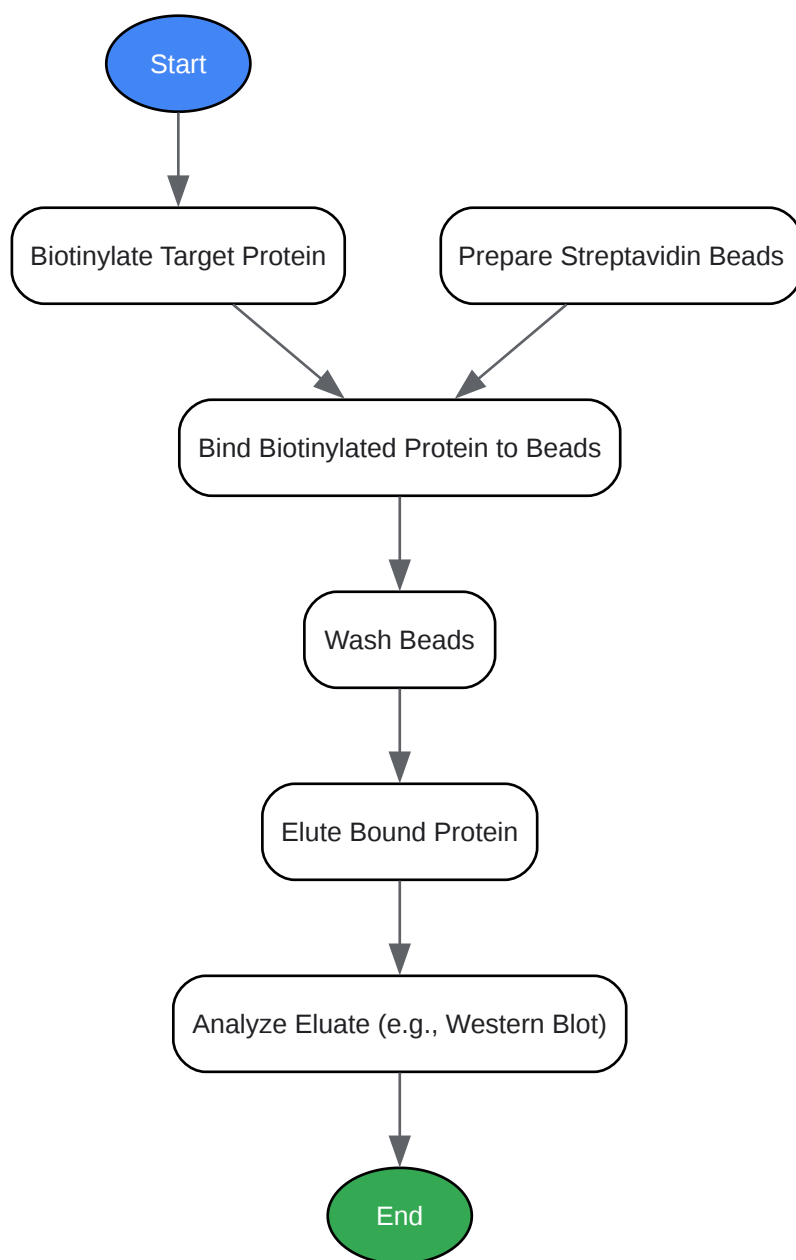 Start
Biotinylate Target Protein
Prepare Streptavidin Beads
Bind Biotinylated Protein to Beads
Wash Beads
Elute Bound Protein
Analyze Eluate (e.g., Western Blot)
End